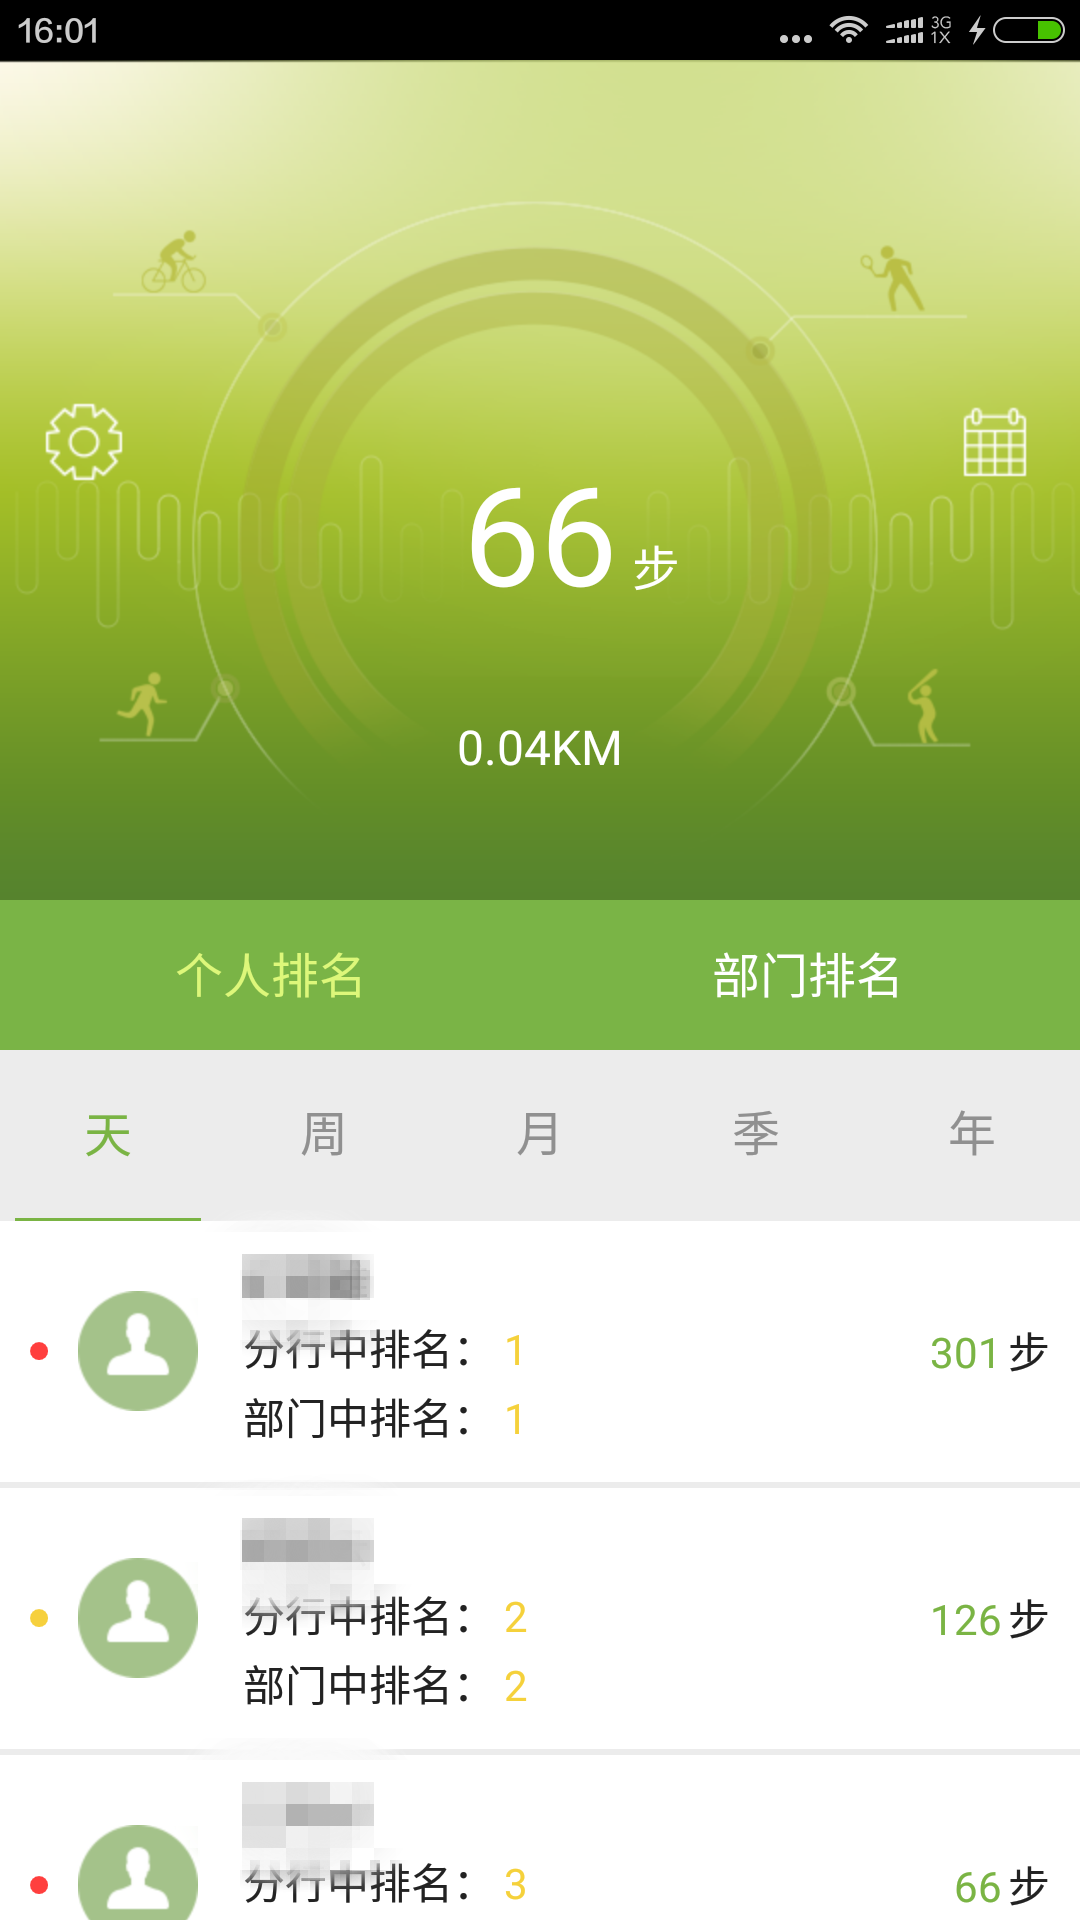 16:01
3G
1X
66 步
0.04KM
个人排名 部门排名
天 周 月 季 年
分行中排名： 1
301 步
部门中排名： 1
分行中排名： 2
126 步
部门中排名： 2
分行中排名： 3
66 步